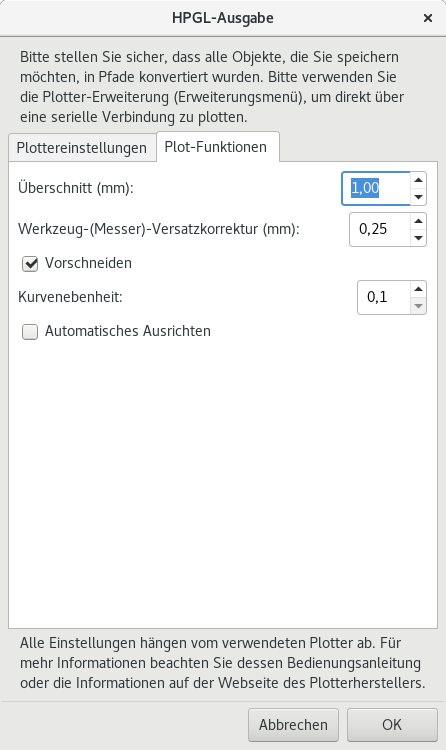 HPGL-Ausgabe
Bitte stellen Sie sicher, dass alle Objekte, die Sie speichern
möchten, in Pfade konvertiert wurden. Bitte verwenden Sie
die Plotter-Erweiterung (Erweiterungsmenü), um direkt über
eine serielle Verbindung zu plotten.
Plottereinstellungen Plot-Funktionen
Überschnitt (mm): 1,00
Werkzeug-(Messer)-Versatzkorrektur (mm): 0,25
Vorschneiden
Kurvenebenheit: 0,1
Automatisches Ausrichten
Alle Einstellungen hängen vom verwendeten Plotter ab. Für
mehr Informationen beachten Sie dessen Bedienungsanleitung
oder die Informationen auf der Webseite des Plotterherstellers.
Abbrechen OK